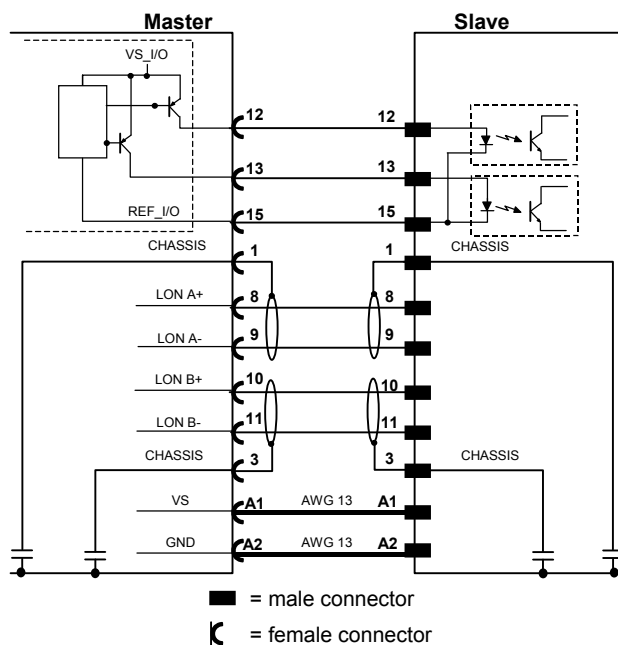 Master
Slave
VS_I/O
12 12
13 13
REF_I/O 15 15
CHASSIS 1 1 CHASSIS
LON A+ 8 8
LON A- 9 9
LON B+ 10 10
LON B- 11 11
CHASSIS 3 3 CHASSIS
VS A1 AWG 13 A1
GND A2 AWG 13 A2
= male connector
= female connector